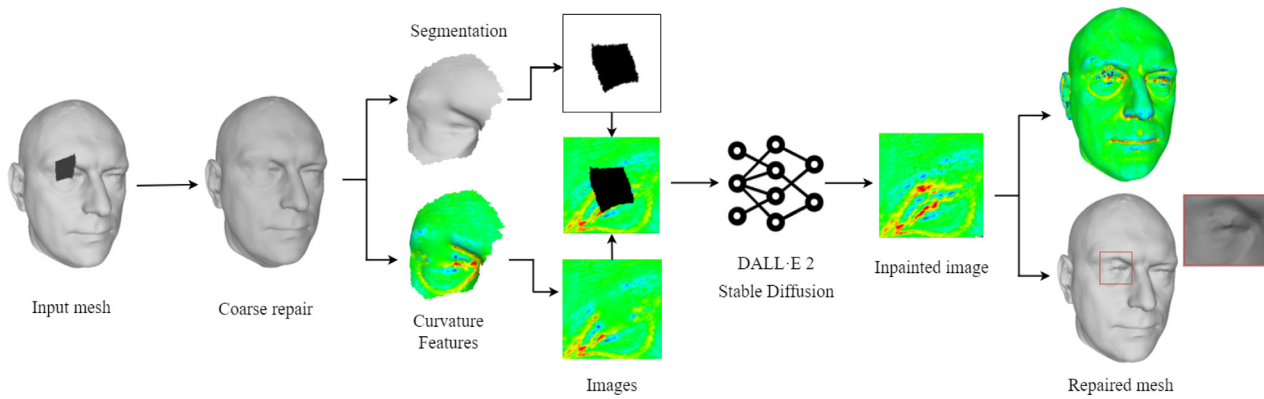 Segmentation
Input mesh
Coarse repair
Curvature
Features
Images
DALL·E 2
Stable Diffusion
Inpainted image
Repaired mesh